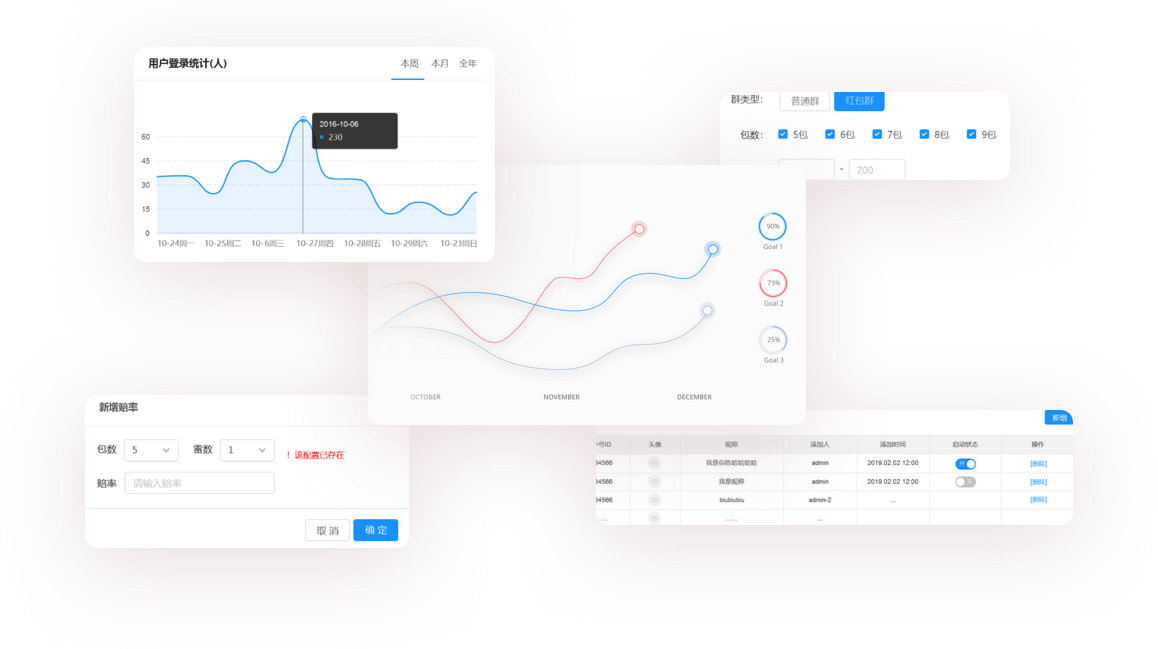 用户登录统计(人)
本周 本月 全年
2016-10-06
230
60
45
30
15
0
10-24周一 10-25周二 10-6周三 10-27周四 10-28周五 10-29周六 10-23周日
群类型: 普通群 红包群
包数: 5包 6包 7包 8包 9包
- 200
90%
Goal 1
73%
Goal 2
25%
Goal 3
OCTOBER NOVEMBER DECEMBER
新增赔率
包数 5 雷数 1 ! 该配置已存在
赔率 请输入赔率
取 消 确 定
新增
号ID 头像 昵称 添加人 添加时间 启动状态 操作
34566 我是你陈哈哈哈哈 admin 2019.02.02 12:00 开 [删除]
34566 我是昵称 admin 2019.02.02 12:00 关 [删除]
34566 biubiubiu admin-2 ... [删除]
.... ...... ...